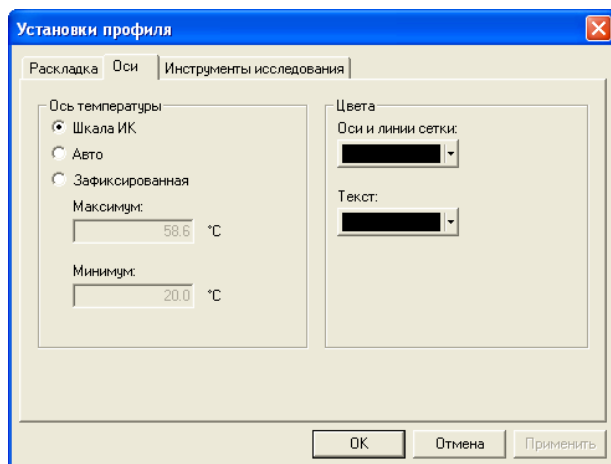 Установки профиля
Раскладка Оси Инструменты исследования
Ось температуры
Шкала ИК
Авто
Зафиксированная
Максимум:
58.6 °C
Минимум:
20.0 °C
Цвета
Оси и линии сетки:
Текст:
OK Отмена Применить